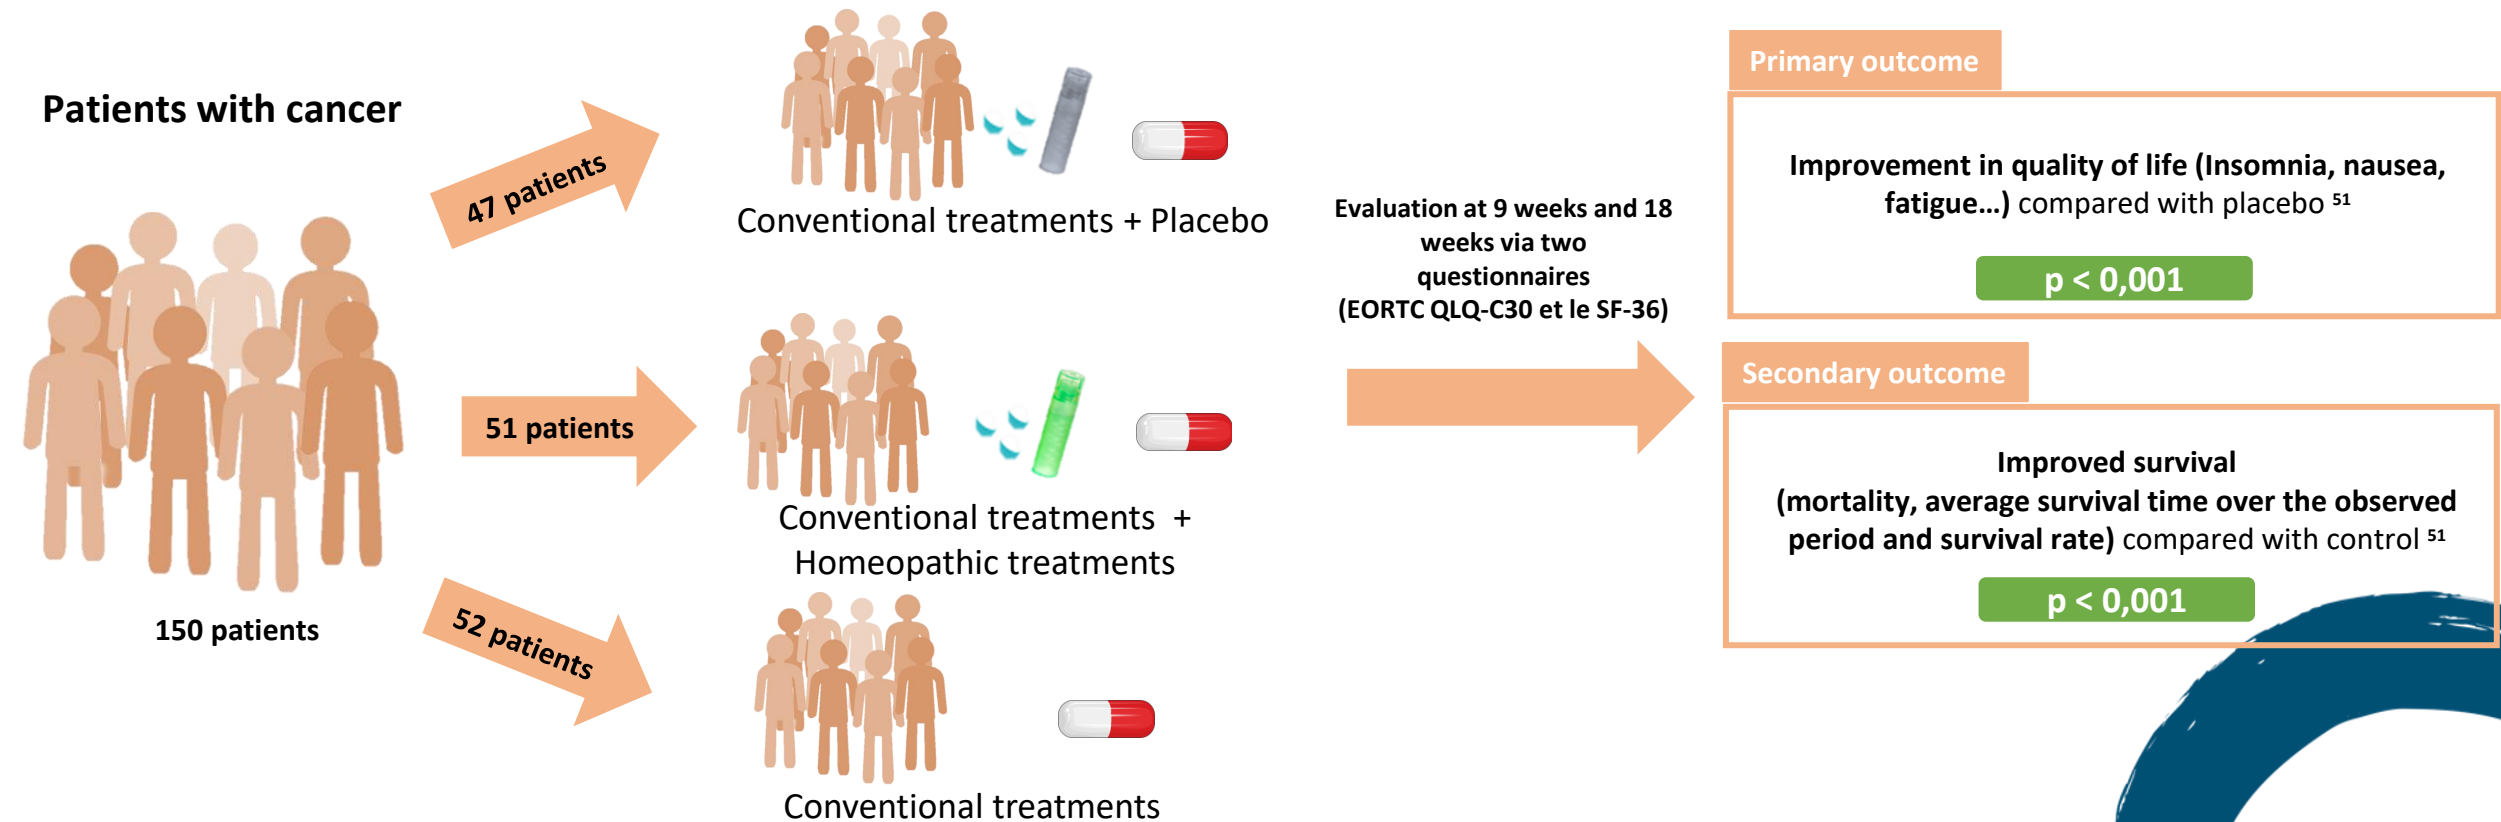 Patients with cancer
150 patients
47 patients
51 patients
52 patients
Conventional treatments + Placebo
Conventional treatments +
Homeopathic treatments
Conventional treatments
Evaluation at 9 weeks and 18
weeks via two
questionnaires
(EORTC QLQ-C30 et le SF-36)
Primary outcome
Improvement in quality of life (Insomnia, nausea,
fatigue...) compared with placebo 51
p < 0,001
Secondary outcome
Improved survival
(mortality, average survival time over the observed
period and survival rate) compared with control 51
p < 0,001